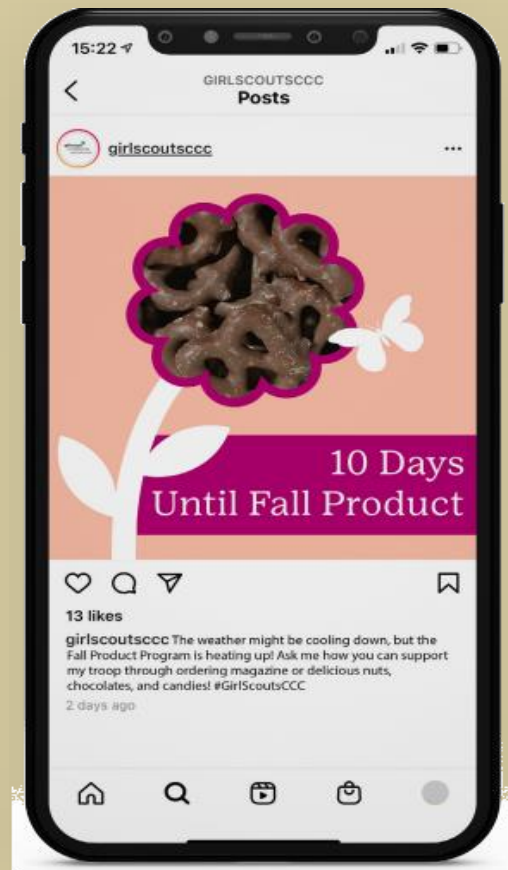 15:22
GIRLSCOUTSCCC
Posts
girlscoutsccc
10 Days
Until Fall Product
13 likes
girlscoutsccc The weather might be cooling down, but the
Fall Product Program is heating up! Ask me how you can support
my troop through ordering magazine or delicious nuts,
chocolates, and candies! #GirlScoutsCCC
2 days ago